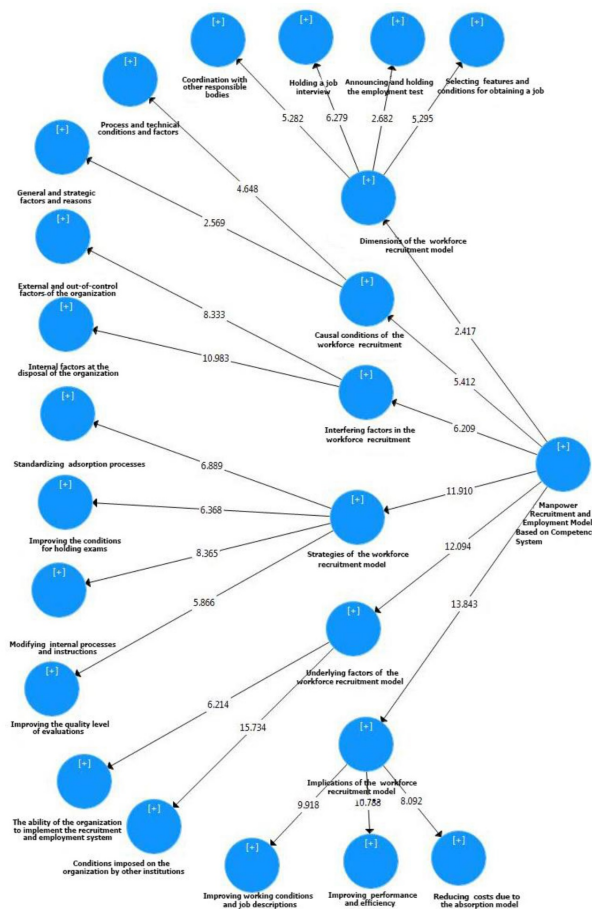 [+]
[+]
[+]
[+]
Coordination with
other responsible
bodies
Holding a job
interview
Announcing and holding
the employment test
Selecting features and
conditions for obtaining a job
[+]
Process and technical
conditions and factors
5.282
6.279
2.682
5.295
[+]
General and strategic
factors and reasons
4.648
2.569
[+]
Dimensions of the workforce
recruitment model
[+]
External and out-of-control
factors of the organization
8.333
[+]
Causal conditions of the
workforce recruitment
2.417
5.412
[+]
Internal factors at the
disposal of the organization
10.983
[+]
Interfering factors in the
workforce recruitment
6.209
[+]
Standardizing adsorption processes
6.889
[+]
Manpower
Recruitment and
Employment Model
Based on Competence
System
11.910
12.094
13.843
[+]
Improving the conditions
for holding exams
6.368
8.365
5.866
[+]
Strategies of the workforce
recruitment model
[+]
Modifying internal processes
and instructions
[+]
Underlying factors of the
workforce recruitment model
[+]
Improving the quality level
of evaluations
6.214
15.734
[+]
Implications of the workforce
recruitment model
9.918
8.092
[+]
The ability of the organization
to implement the recruitment
and employment system
[+]
Conditions imposed on the
organization by other institutions
[+]
Improving working conditions
and job descriptions
[+]
Improving performance
and efficiency
[+]
Reducing costs due to
the absorption model